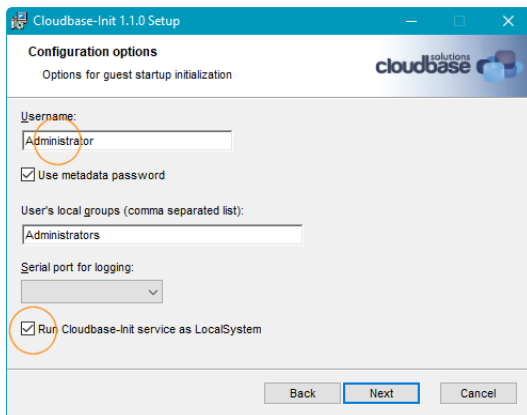 Cloudbase-Init 1.1.0 Setup
Configuration options
Options for guest startup initialization
cloudbase solutions
Username:
Administrator
Use metadata password
User's local groups (comma separated list):
Administrators
Serial port for logging:
Run Cloudbase-Init service as LocalSystem
Back Next Cancel